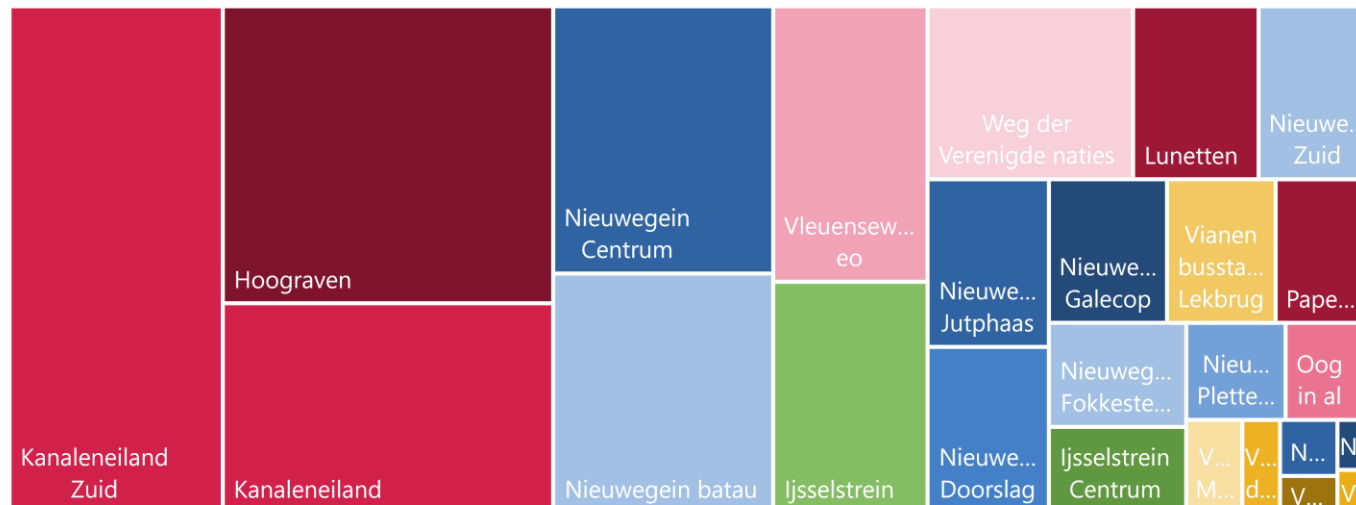 Kanaleneiland
Zuid
Hoograven
Kanaleneiland
Nieuwegein
Centrum
Nieuwegein batau
Vleuensew...
eo
Ijsselstrein
Weg der
Verenigde naties
Lunetten
Nieuwe...
Zuid
Nieuwe...
Jutphaas
Nieuwe...
Doorslag
Nieuwe...
Galecop
Vianen
bussta...
Lekbrug
Pape...
Nieuweg...
Fokkeste...
Nieu...
Plette...
Oog
in al
Ijsselstrein
Centrum
V...
M...
V...
d...
N...
V...
N
V